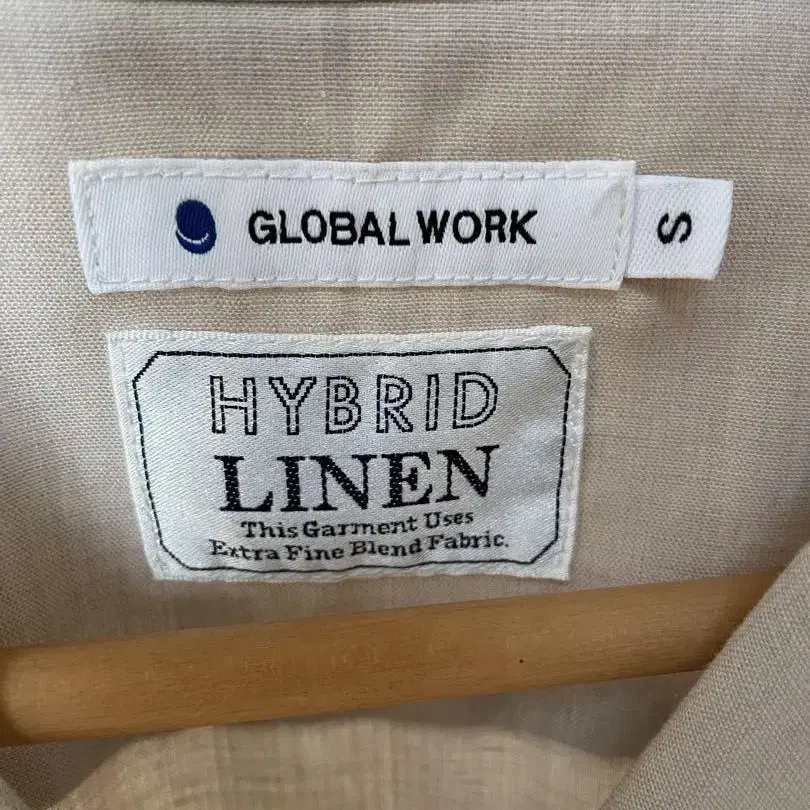 GLOBAL WORK
S
HYBRID
LINEN
This Garment Uses
Extra Fine Blend Fabric.